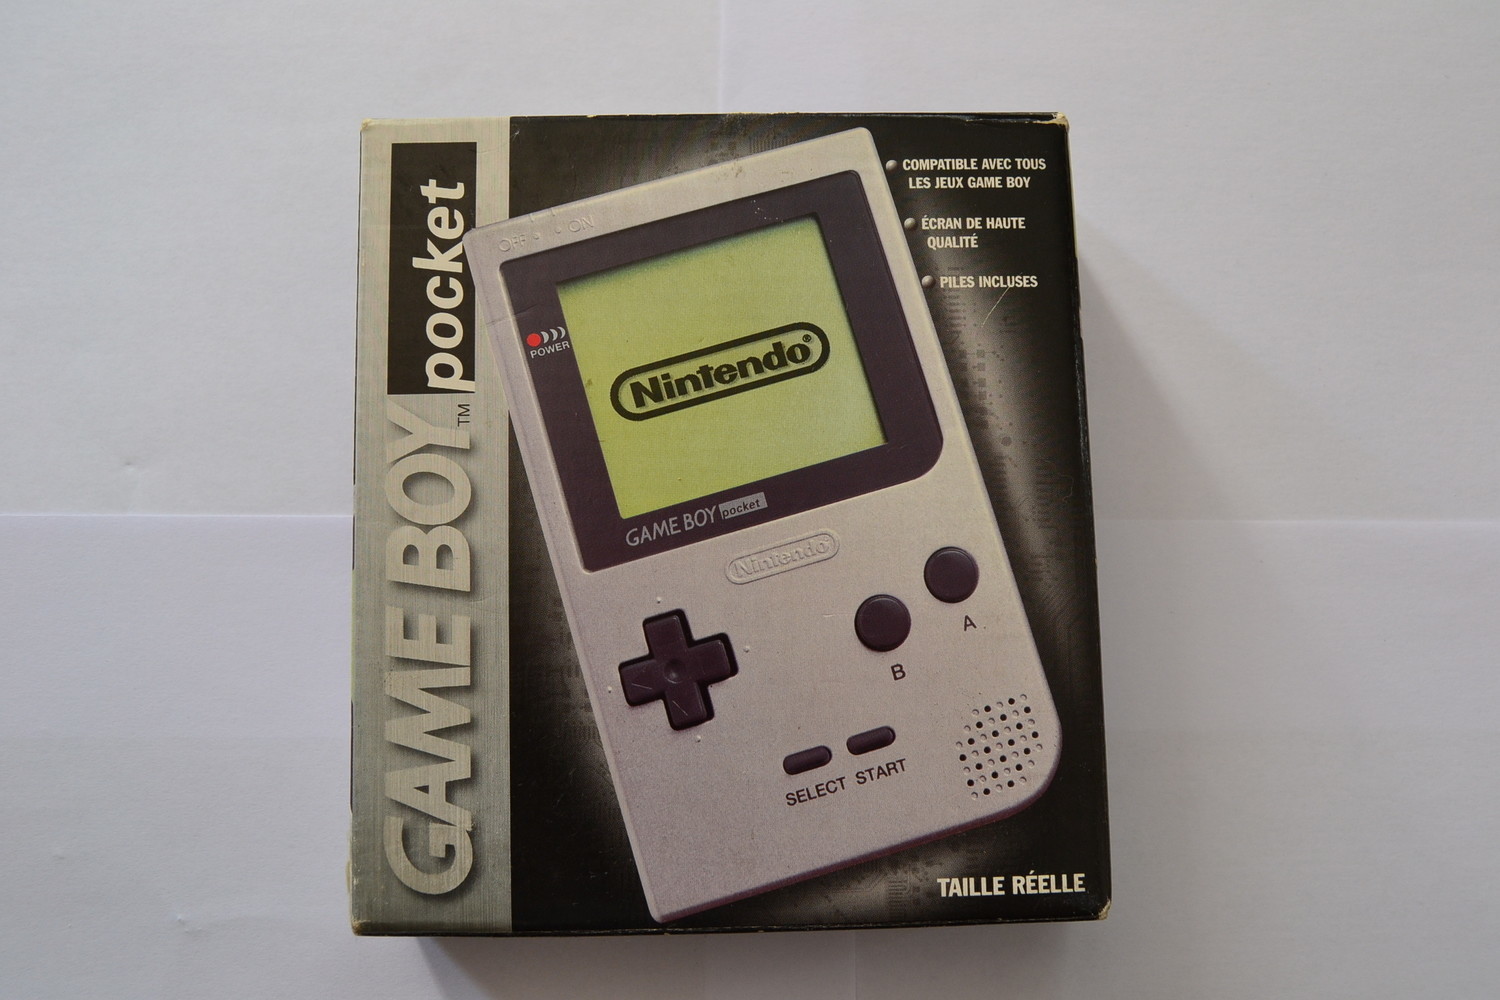 GAME BOY™ pocket
OFF ON
POWER
Nintendo®
GAME BOY pocket
Nintendo
B
A
SELECT START
COMPATIBLE AVEC TOUS
LES JEUX GAME BOY
ÉCRAN DE HAUTE
QUALITÉ
PILES INCLUSES
TAILLE RÉELLE